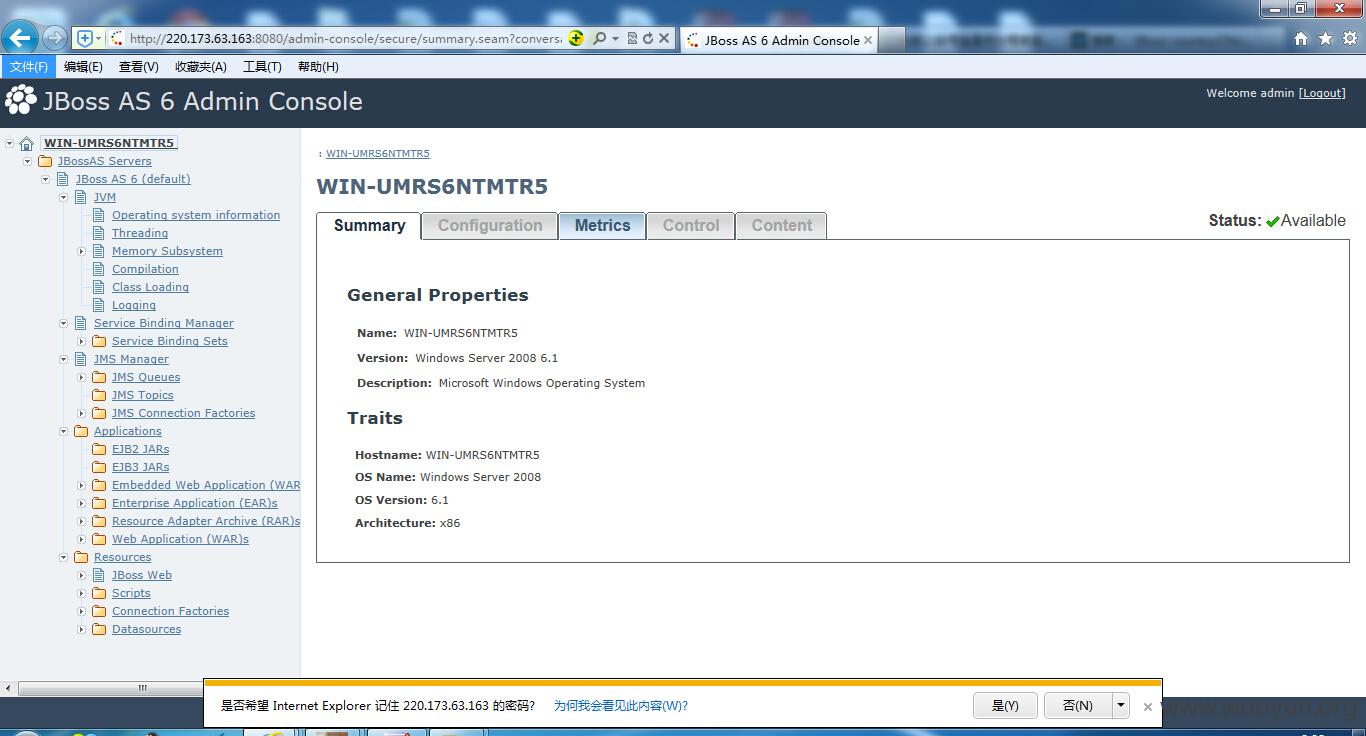 http://220.173.63.163:8080/admin-console/secure/summary.seam?convers
JBoss AS 6 Admin Console
文件(F) 编辑(E) 查看(V) 收藏夹(A) 工具(T) 帮助(H)
JBoss AS 6 Admin Console
Welcome admin [Logout]
WIN-UMRS6NTMTR5
JBossAS Servers
JBoss AS 6 (default)
JVM
Operating system information
Threading
Memory Subsystem
Compilation
Class Loading
Logging
Service Binding Manager
Service Binding Sets
JMS Manager
JMS Queues
JMS Topics
JMS Connection Factories
Applications
EJB2 JARs
EJB3 JARs
Embedded Web Application (WAR
Enterprise Application (EAR)s
Resource Adapter Archive (RAR)s
Web Application (WAR)s
Resources
JBoss Web
Scripts
Connection Factories
Datasources
: WIN-UMRS6NTMTR5
WIN-UMRS6NTMTR5
Summary Configuration Metrics Control Content
Status: Available
General Properties
Name: WIN-UMRS6NTMTR5
Version: Windows Server 2008 6.1
Description: Microsoft Windows Operating System
Traits
Hostname: WIN-UMRS6NTMTR5
OS Name: Windows Server 2008
OS Version: 6.1
Architecture: x86
是否希望 Internet Explorer 记住 220.173.63.163 的密码? 为何我会看见此内容(W)? 是(Y) 否(N)
www.wooyun.org